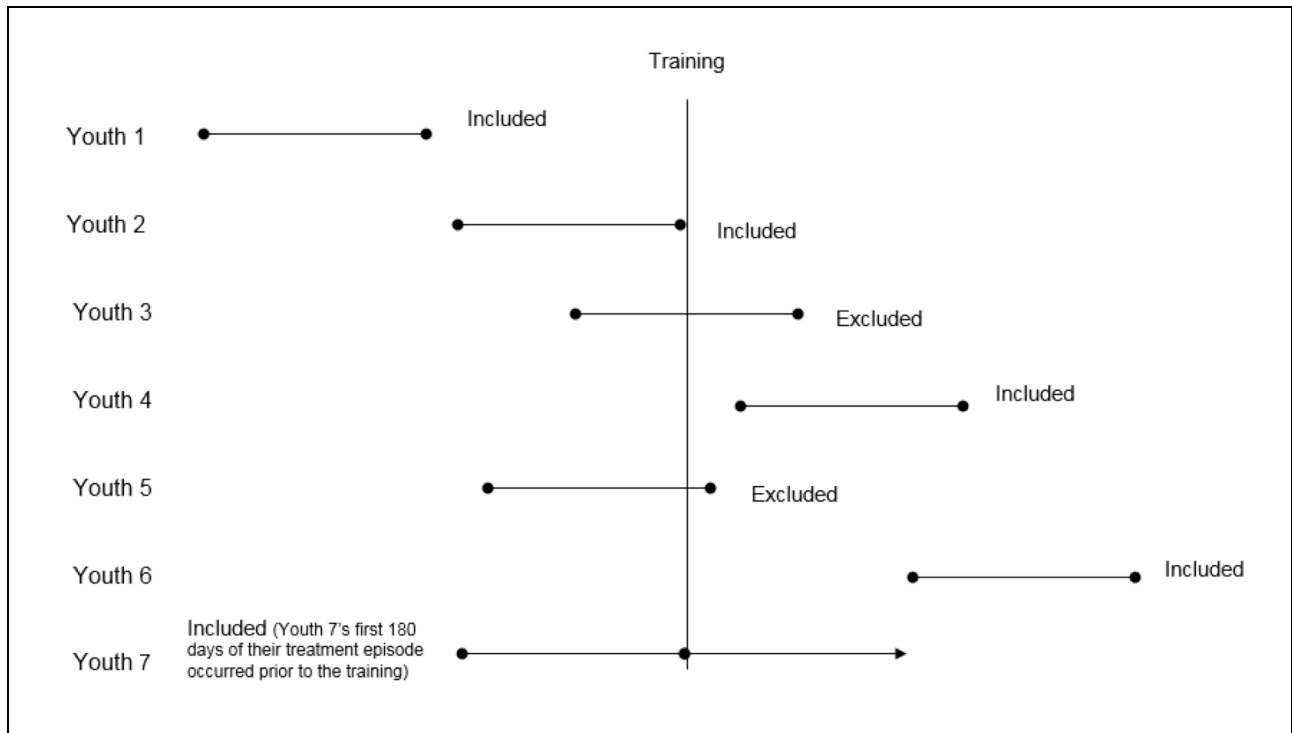 Training
Youth 1
Included
Youth 2
Included
Youth 3
Excluded
Youth 4
Included
Youth 5
Excluded
Youth 6
Included
Youth 7
Included (Youth 7's first 180
days of their treatment episode
occurred prior to the training)